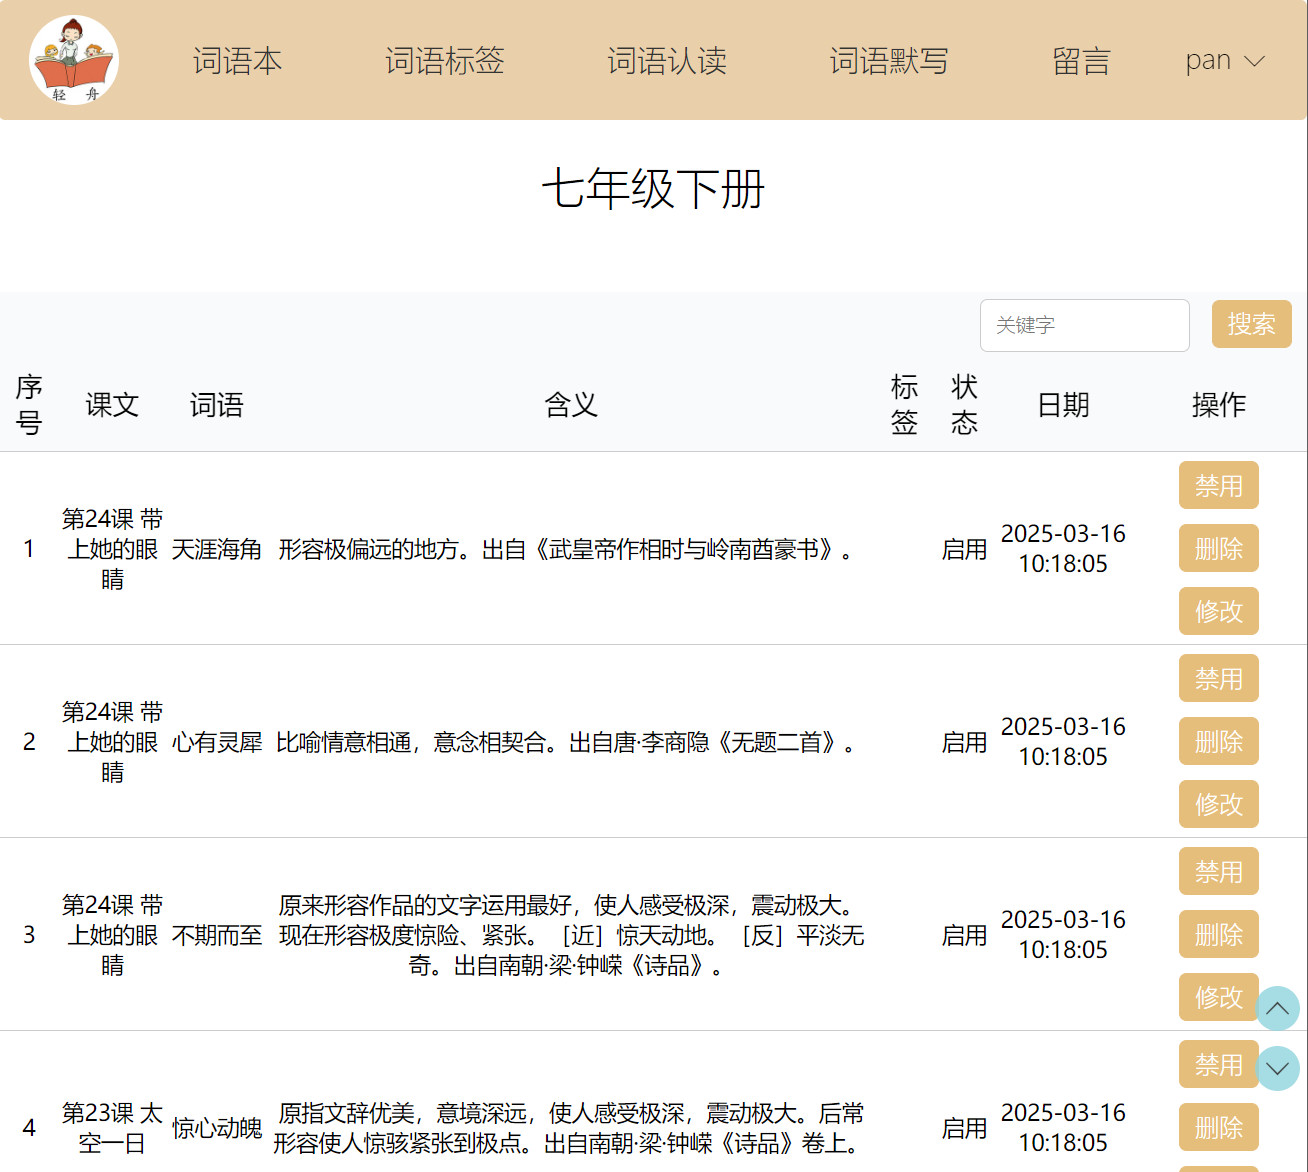 轻 舟
词语本 词语标签 词语认读 词语默写 留言 pan
七年级下册
关键字 搜索
序号 课文 词语 含义 标签 状态 日期 操作
1 第24课 带上她的眼睛 天涯海角 形容极偏远的地方。出自《武皇帝作相时与岭南酋豪书》。 启用 2025-03-16 10:18:05 禁用 删除 修改
2 第24课 带上她的眼睛 心有灵犀 比喻情意相通，意念相契合。出自唐·李商隐《无题二首》。 启用 2025-03-16 10:18:05 禁用 删除 修改
3 第24课 带上她的眼睛 不期而至 原来形容作品的文字运用最好，使人感受极深，震动极大。现在形容极度惊险、紧张。［近］惊天动地。［反］平淡无奇。出自南朝·梁·钟嵘《诗品》。 启用 2025-03-16 10:18:05 禁用 删除 修改
4 第23课 太空一日 惊心动魄 原指文辞优美，意境深远，使人感受极深，震动极大。后常形容使人惊骇紧张到极点。出自南朝·梁·钟嵘《诗品》卷上。 启用 2025-03-16 10:18:05 禁用 删除